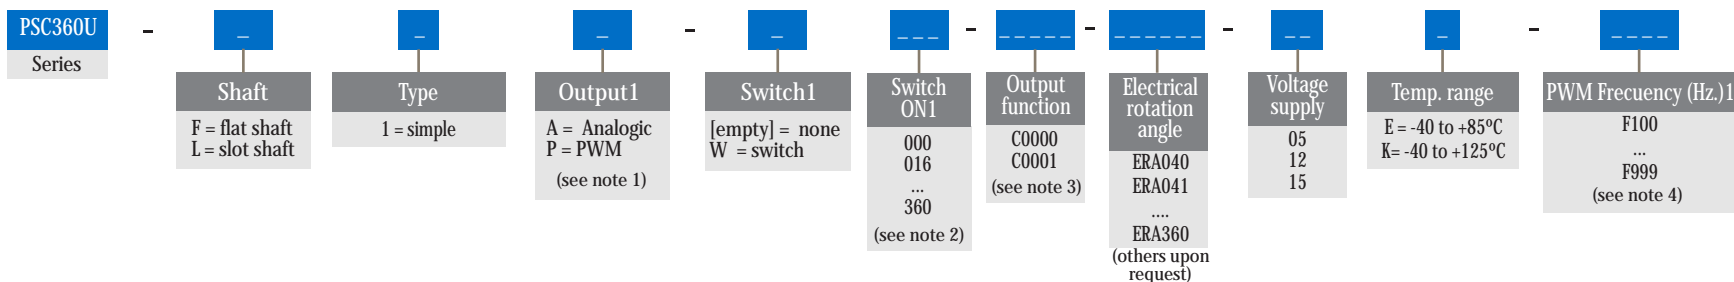 PSC360U - _ _ _ - _ _ _ _ - _ _ _ _ _ - _ _ _ _ _ _ - _ _ _ - _ _ _ _
Series
Shaft
F = flat shaft
L = slot shaft
Type
1 = simple
Output1
A = Analogic
P = PWM
(see note 1)
Switch1
[empty] = none
W = switch
Switch
ON1
000
016
...
360
(see note 2)
Output
function
C0000
C0001
(see note 3)
Electrical
rotation
angle
ERA040
ERA041
....
ERA360
(others upon
request)
Voltage
supply
05
12
15
Temp. range
E = -40 to +85ºC
K= -40 to +125ºC
PWM Frecuency (Hz.)1
F100
...
F999
(see note 4)